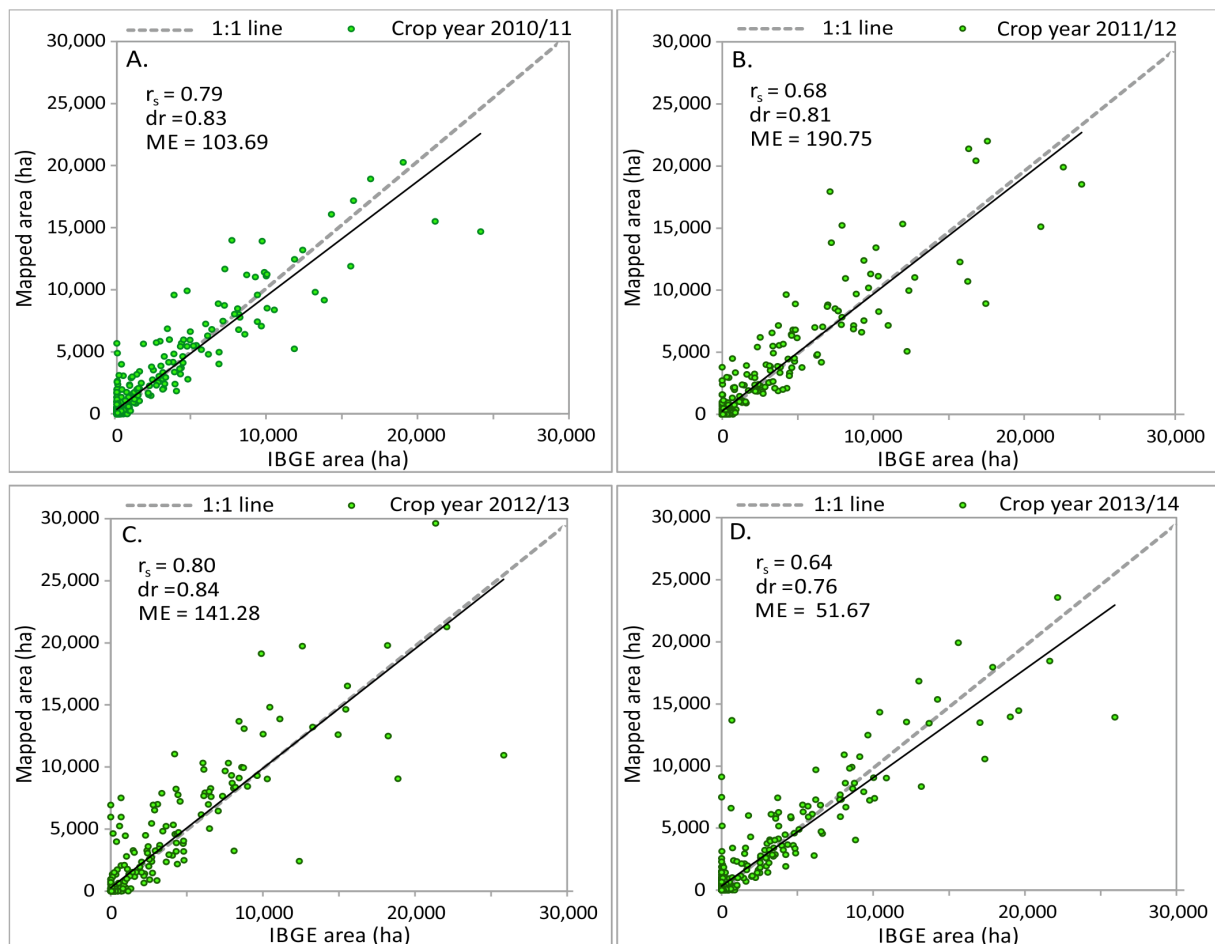 1:1 line Crop year 2010/11
A.
r_s = 0.79
dr =0.83
ME = 103.69
30,000
25,000
20,000
15,000
10,000
5,000
0
Mapped area (ha)
0 10,000 20,000 30,000
IBGE area (ha)
1:1 line Crop year 2011/12
B.
r_s = 0.68
dr =0.81
ME = 190.75
30,000
25,000
20,000
15,000
10,000
5,000
0
Mapped area (ha)
0 10,000 20,000 30,000
IBGE area (ha)
1:1 line Crop year 2012/13
C.
r_s = 0.80
dr =0.84
ME = 141.28
30,000
25,000
20,000
15,000
10,000
5,000
0
Mapped area (ha)
0 10,000 20,000 30,000
IBGE area (ha)
1:1 line Crop year 2013/14
D.
r_s = 0.64
dr =0.76
ME = 51.67
30,000
25,000
20,000
15,000
10,000
5,000
0
Mapped area (ha)
0 10,000 20,000 30,000
IBGE area (ha)